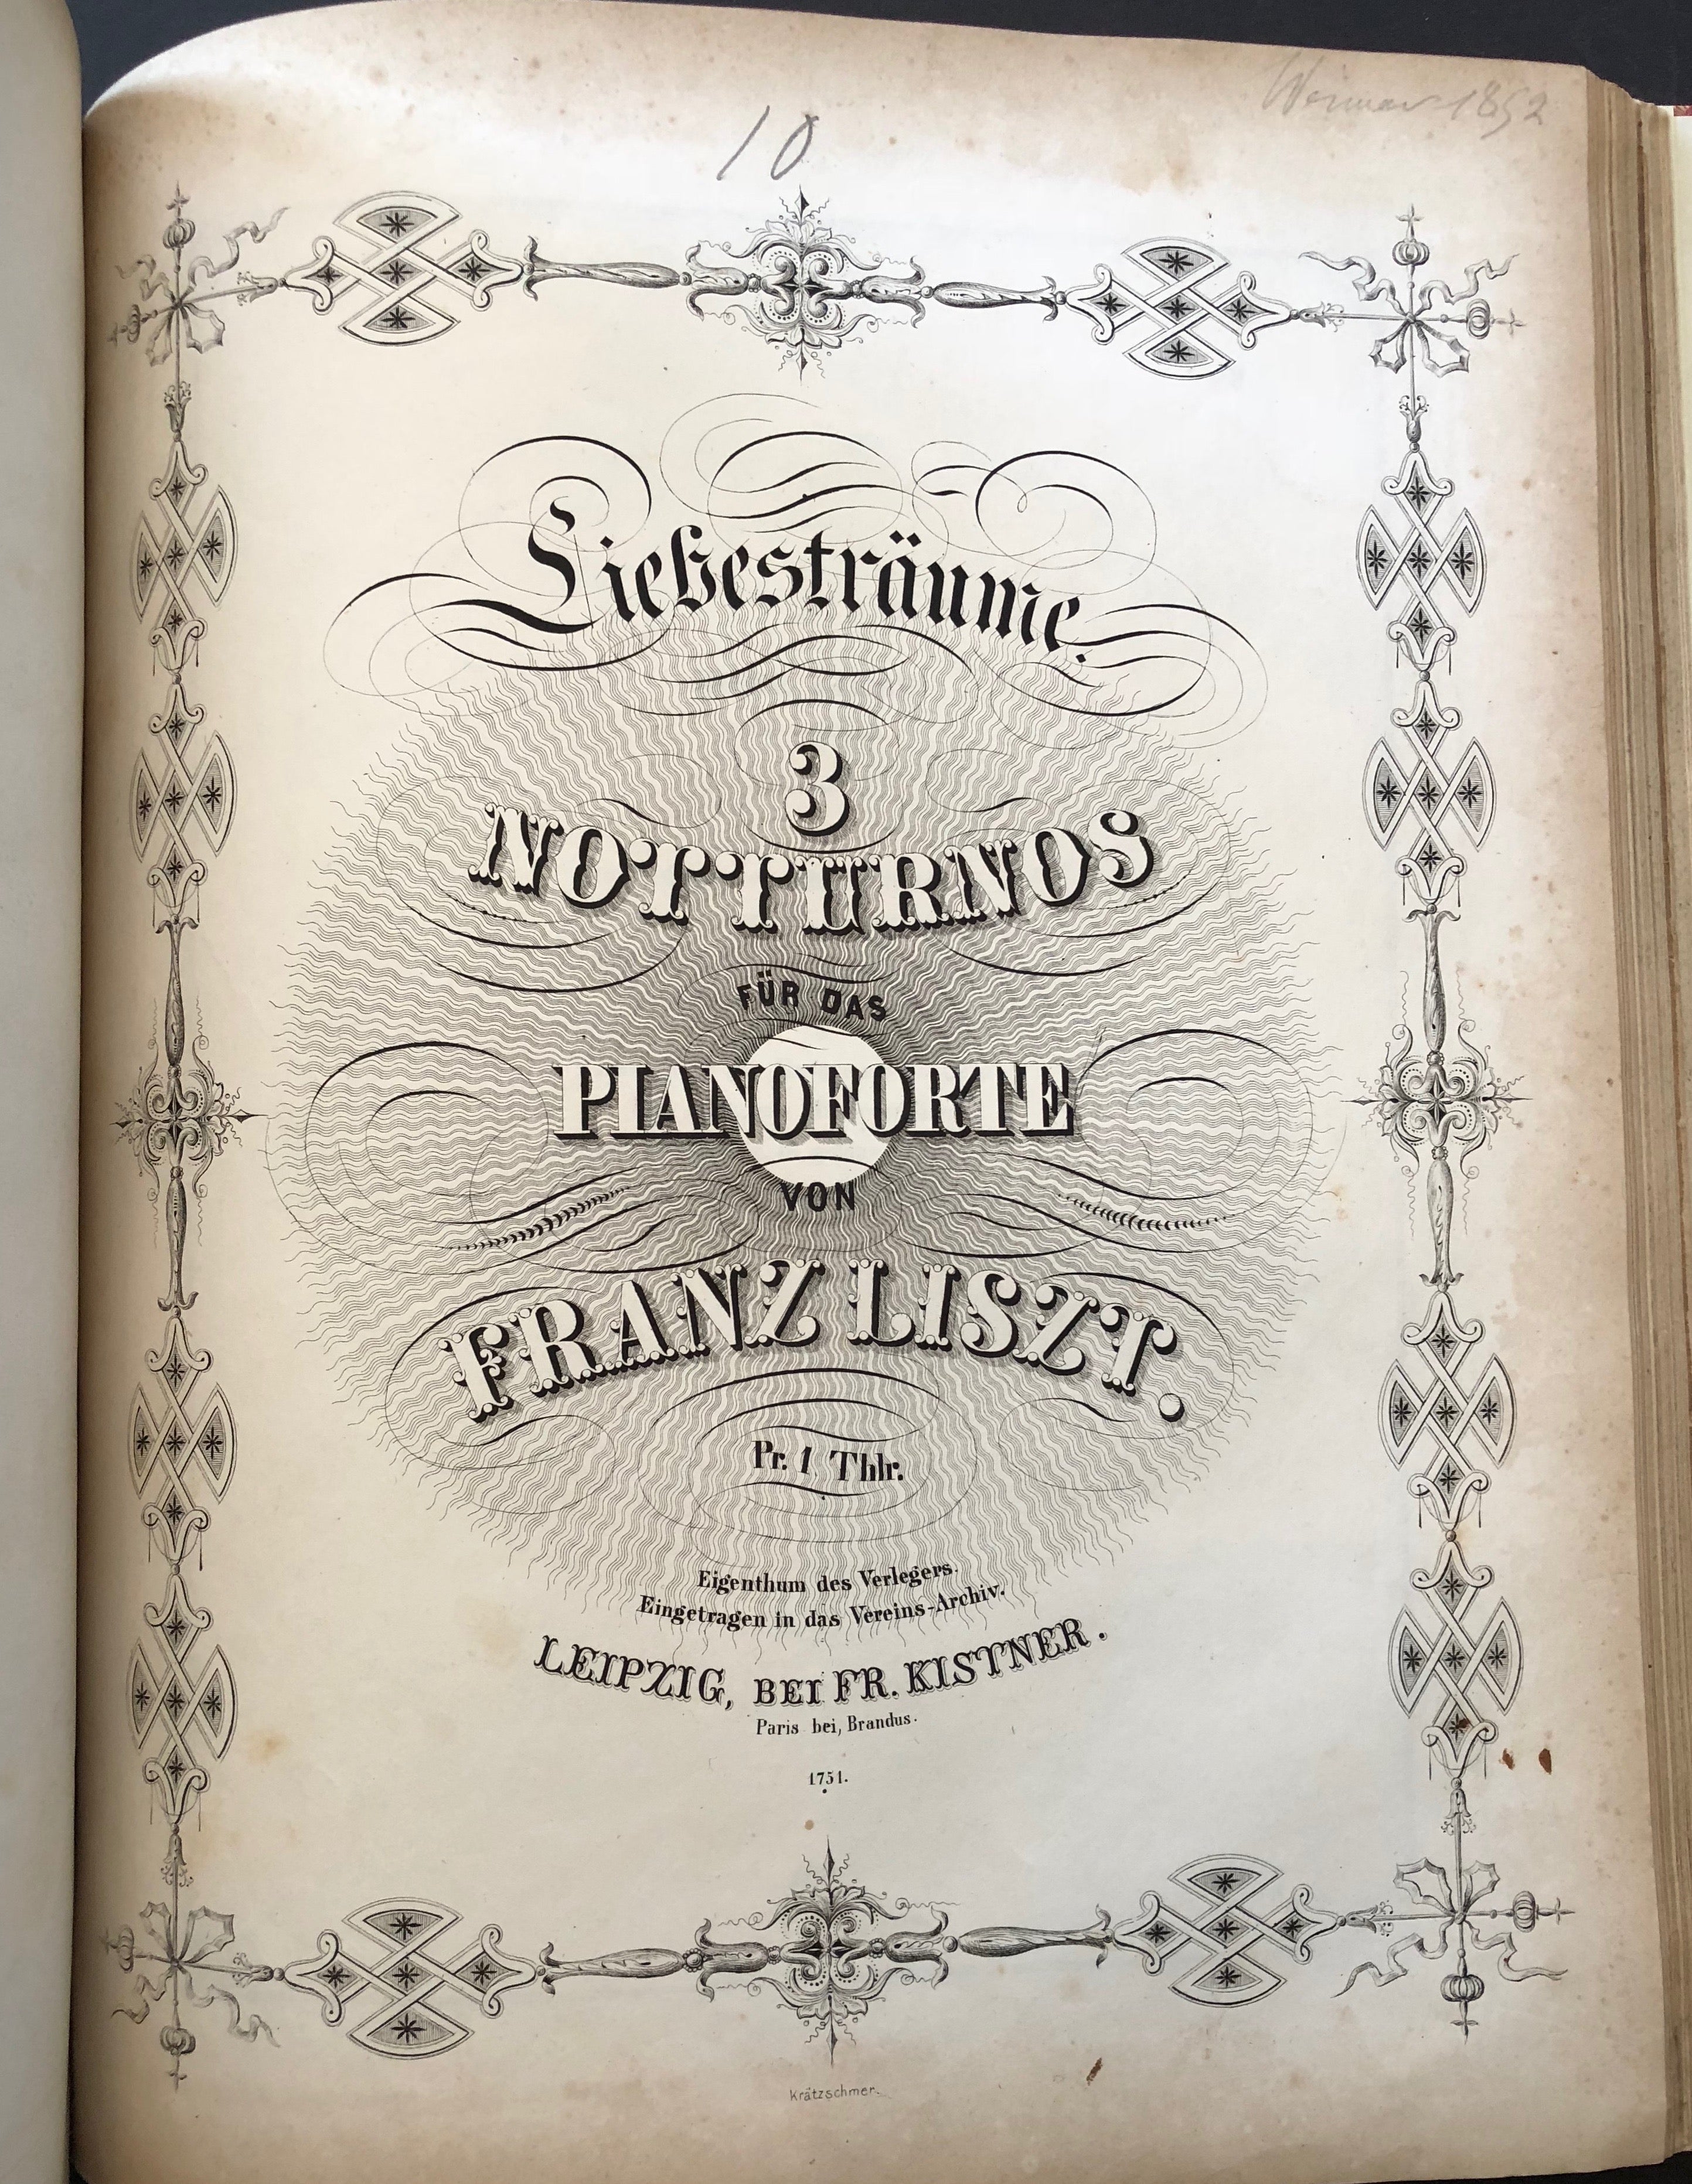 Weimar 1852
10
Liebesträume.
3
NOTTURNOS
FÜR DAS
PIANOFORTE
VON
FRANZ LISZT.
Pr. 1 Thlr.
Eigenthum des Verlegers.
Eingetragen in das Vereins-Archiv.
LEIPZIG, BEI FR. KISTNER.
Paris bei, Brandus.
1751.
Krätzschmer.